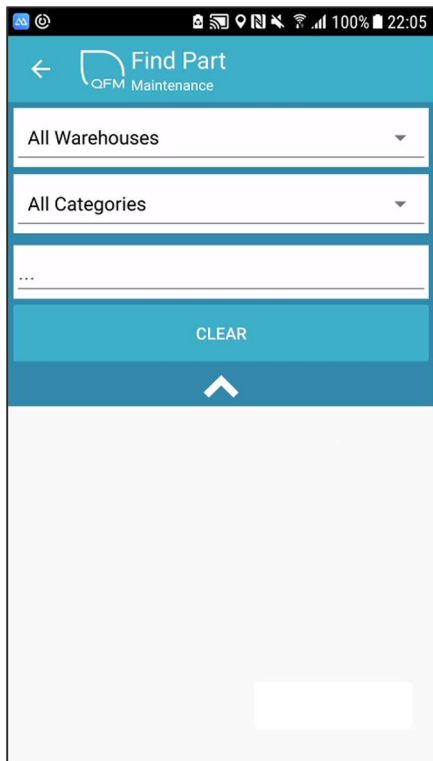 100% 22:05
Find Part
QFM Maintenance
All Warehouses
All Categories
...
CLEAR